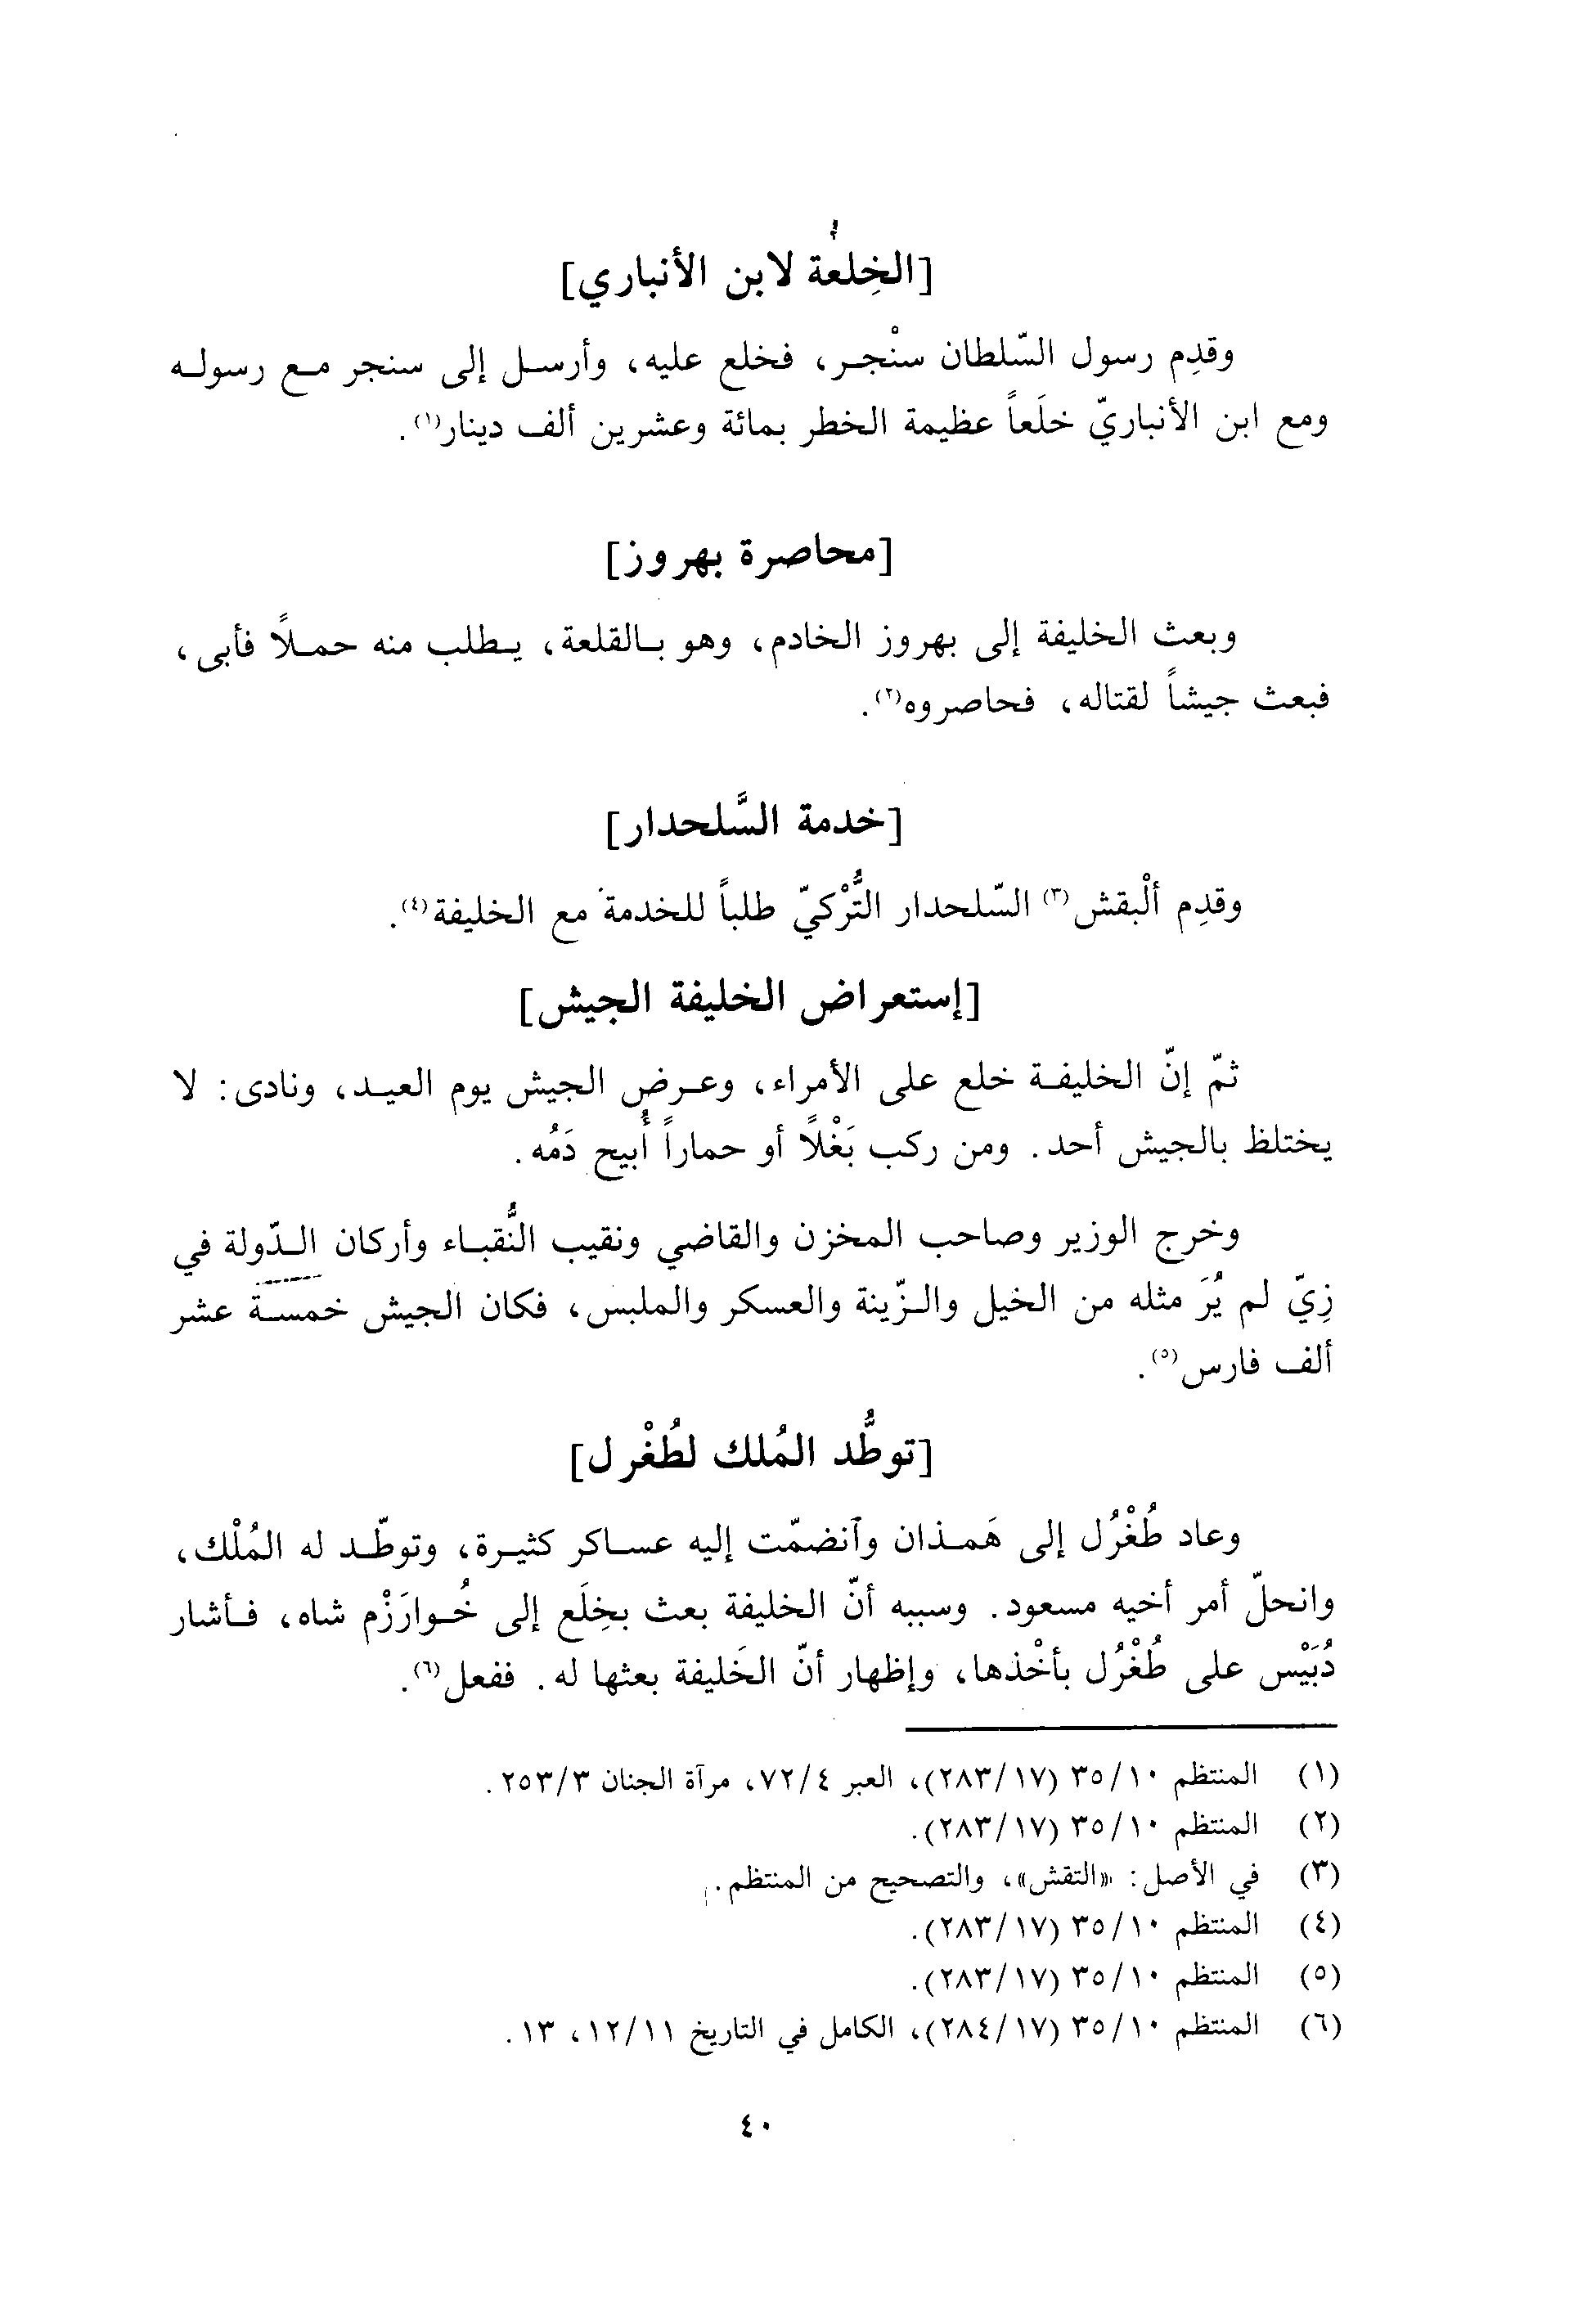 [الخِلعة لابن الأنباري]
وقدِم رسول السّلطان سنْجر، فخلع عليه، وأرسل إلى سنجر مع رسوله
ومع ابن الأنباريّ خلَعاً عظيمة الخطر بمائة وعشرين ألف دينار(١).
[محاصرة بهروز]
وبعث الخليفة إلى بهروز الخادم، وهو بالقلعة، يطلب منه حملًا فأبى،
فبعث جيشاً لقتاله، فحاصروه(٢).
[خدمة السَّلحدار]
وقدِم ألْبقش(٣) السّلحدار التُّرْكيّ طلباً للخدمة مع الخليفة(٤).
[إستعراض الخليفة الجيش]
ثمّ إنّ الخليفة خلع على الأمراء، وعرض الجيش يوم العيد، ونادى: لا
يختلظ بالجيش أحد. ومن ركب بَغْلًا أو حماراً أُبيح دَمُه.
وخرج الوزير وصاحب المخزن والقاضي ونقيب النُّقباء وأركان الدّولة في
زِيّ لم يُرَ مثله من الخيل والزّينة والعسكر والملبس، فكان الجيش خمسة عشر
ألف فارس(٥).
[توطُّد المُلك لطُغْرل]
وعاد طُغْرُل إلى هَمذان وآنضمّت إليه عساكر كثيرة، وتوطّد له المُلْك،
وانحلّ أمر أخيه مسعود. وسببه أنّ الخليفة بعث بخِلَع إلى خُوارَزْم شاه، فأشار
دُبَيْس على طُغْرُل بأخْذها، وإظهار أنّ الخَليفة بعثها له. ففعل(٦).
(١) المنتظم ٣٥/١٠ (٢٨٣/١٧)، العبر ٧٢/٤، مرآة الجنان ٢٥٣/٣.
(٢) المنتظم ٣٥/١٠ (٢٨٣/١٧).
(٣) في الأصل: «التقش»، والتصحيح من المنتظم.
(٤) المنتظم ٣٥/١٠ (٢٨٣/١٧).
(٥) المنتظم ٣٥/١٠ (٢٨٣/١٧).
(٦) المنتظم ٣٥/١٠ (٢٨٤/١٧)، الكامل في التاريخ ١٢/١١، ١٣.
٤٠